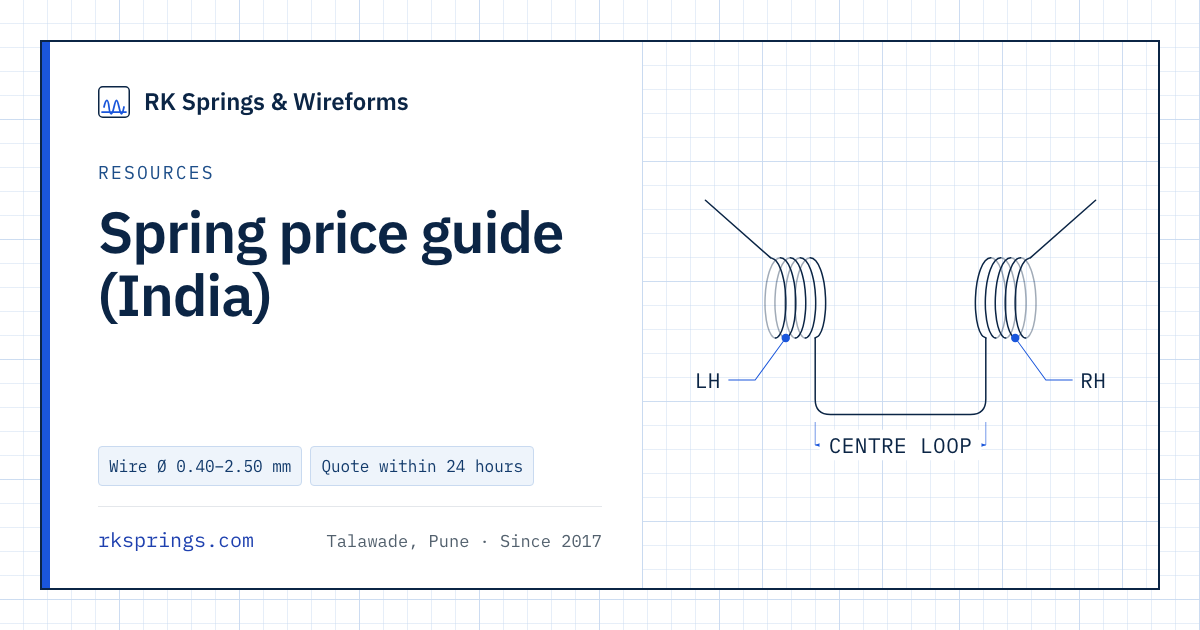 RK Springs & Wireforms
RESOURCES
Spring price guide
(India)
Wire Ø 0.40–2.50 mm
Quote within 24 hours
rksprings.com
Talawade, Pune · Since 2017
LH
RH
CENTRE LOOP